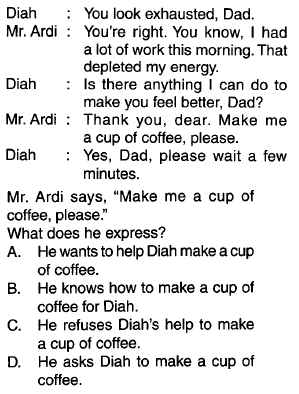 Diah : You look exhausted, Dad.
Mr. Ardi : You're right. You know, I had
a lot of work this morning. That
depleted my energy.
Diah : Is there anything I can do to
make you feel better, Dad?
Mr. Ardi : Thank you, dear. Make me
a cup of coffee, please.
Diah : Yes, Dad, please wait a few
minutes.
Mr. Ardi says, "Make me a cup of
coffee, please."
What does he express?
A. He wants to help Diah make a cup
of coffee.
B. He knows how to make a cup of
coffee for Diah.
C. He refuses Diah's help to make
a cup of coffee.
D. He asks Diah to make a cup of
coffee.